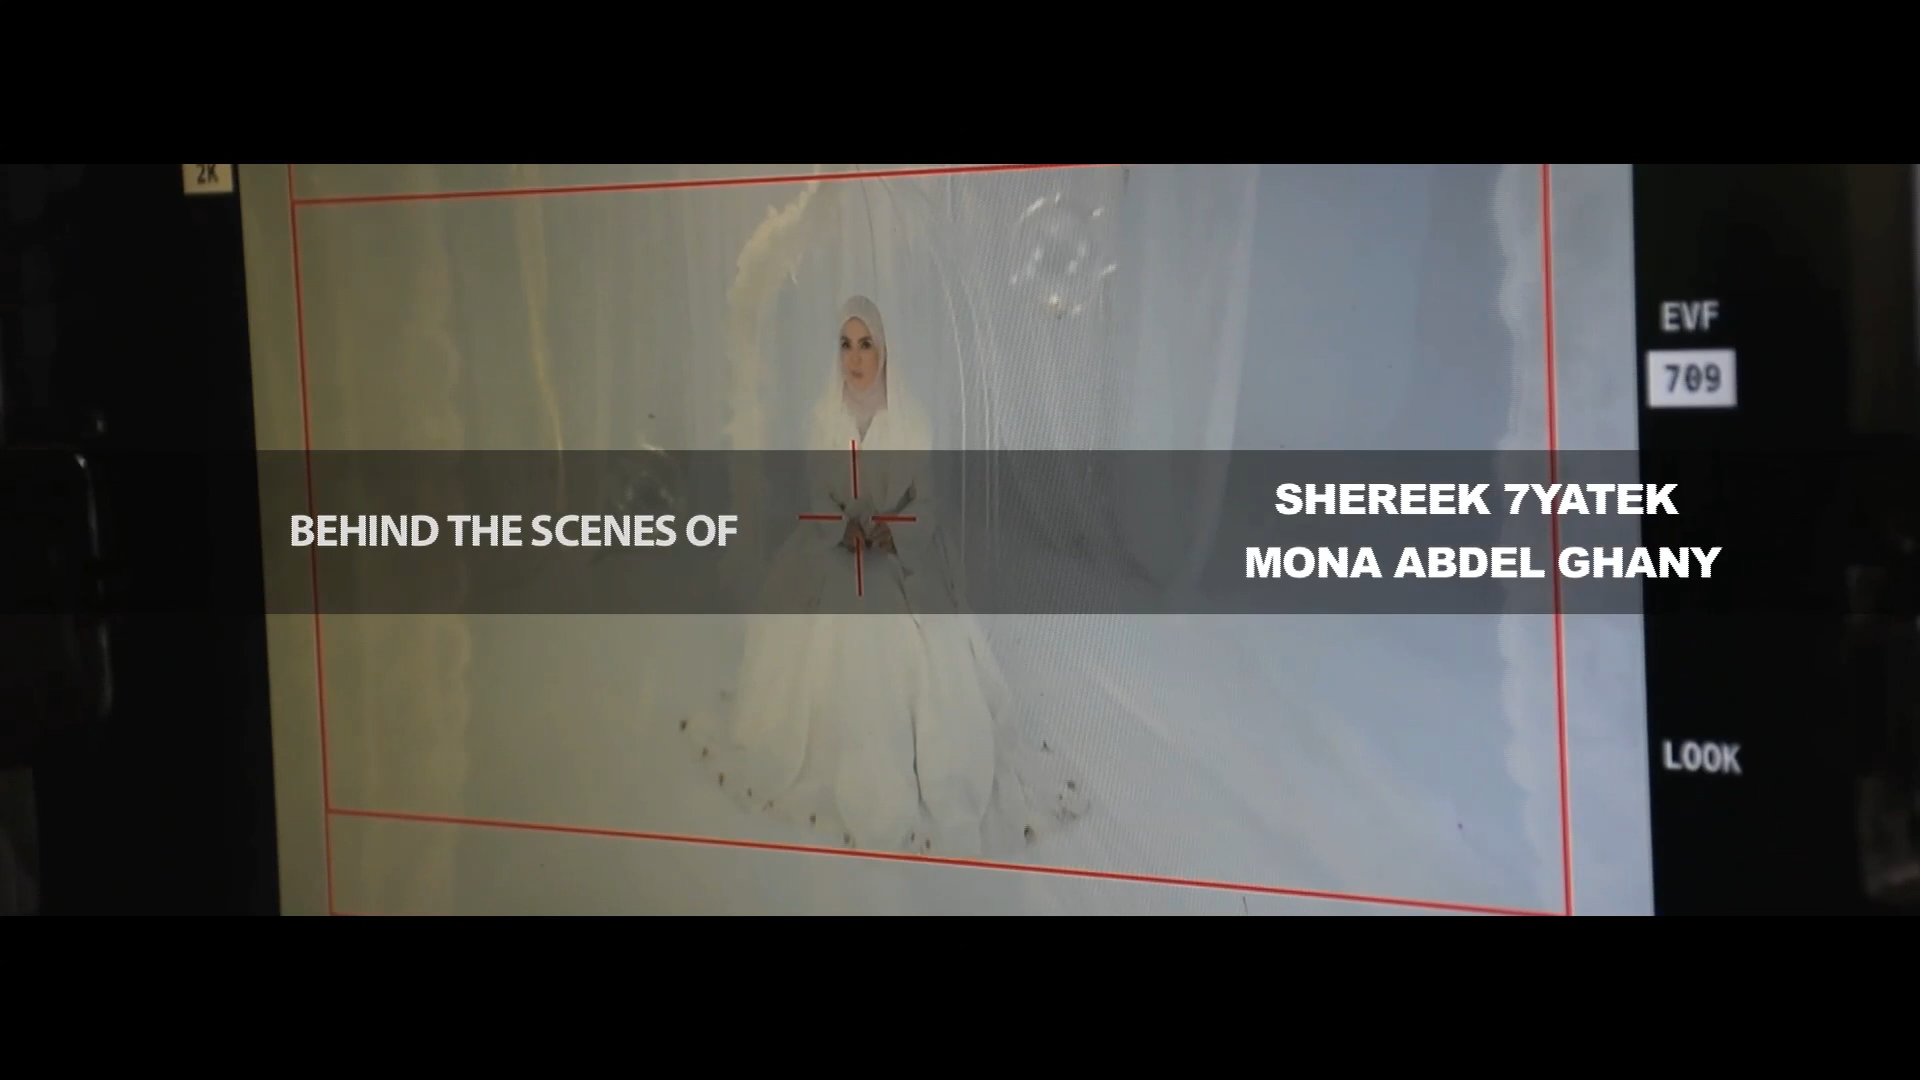 2K
EVF
709
BEHIND THE SCENES OF
SHEREEK 7YATEK
MONA ABDEL GHANY
LOOK